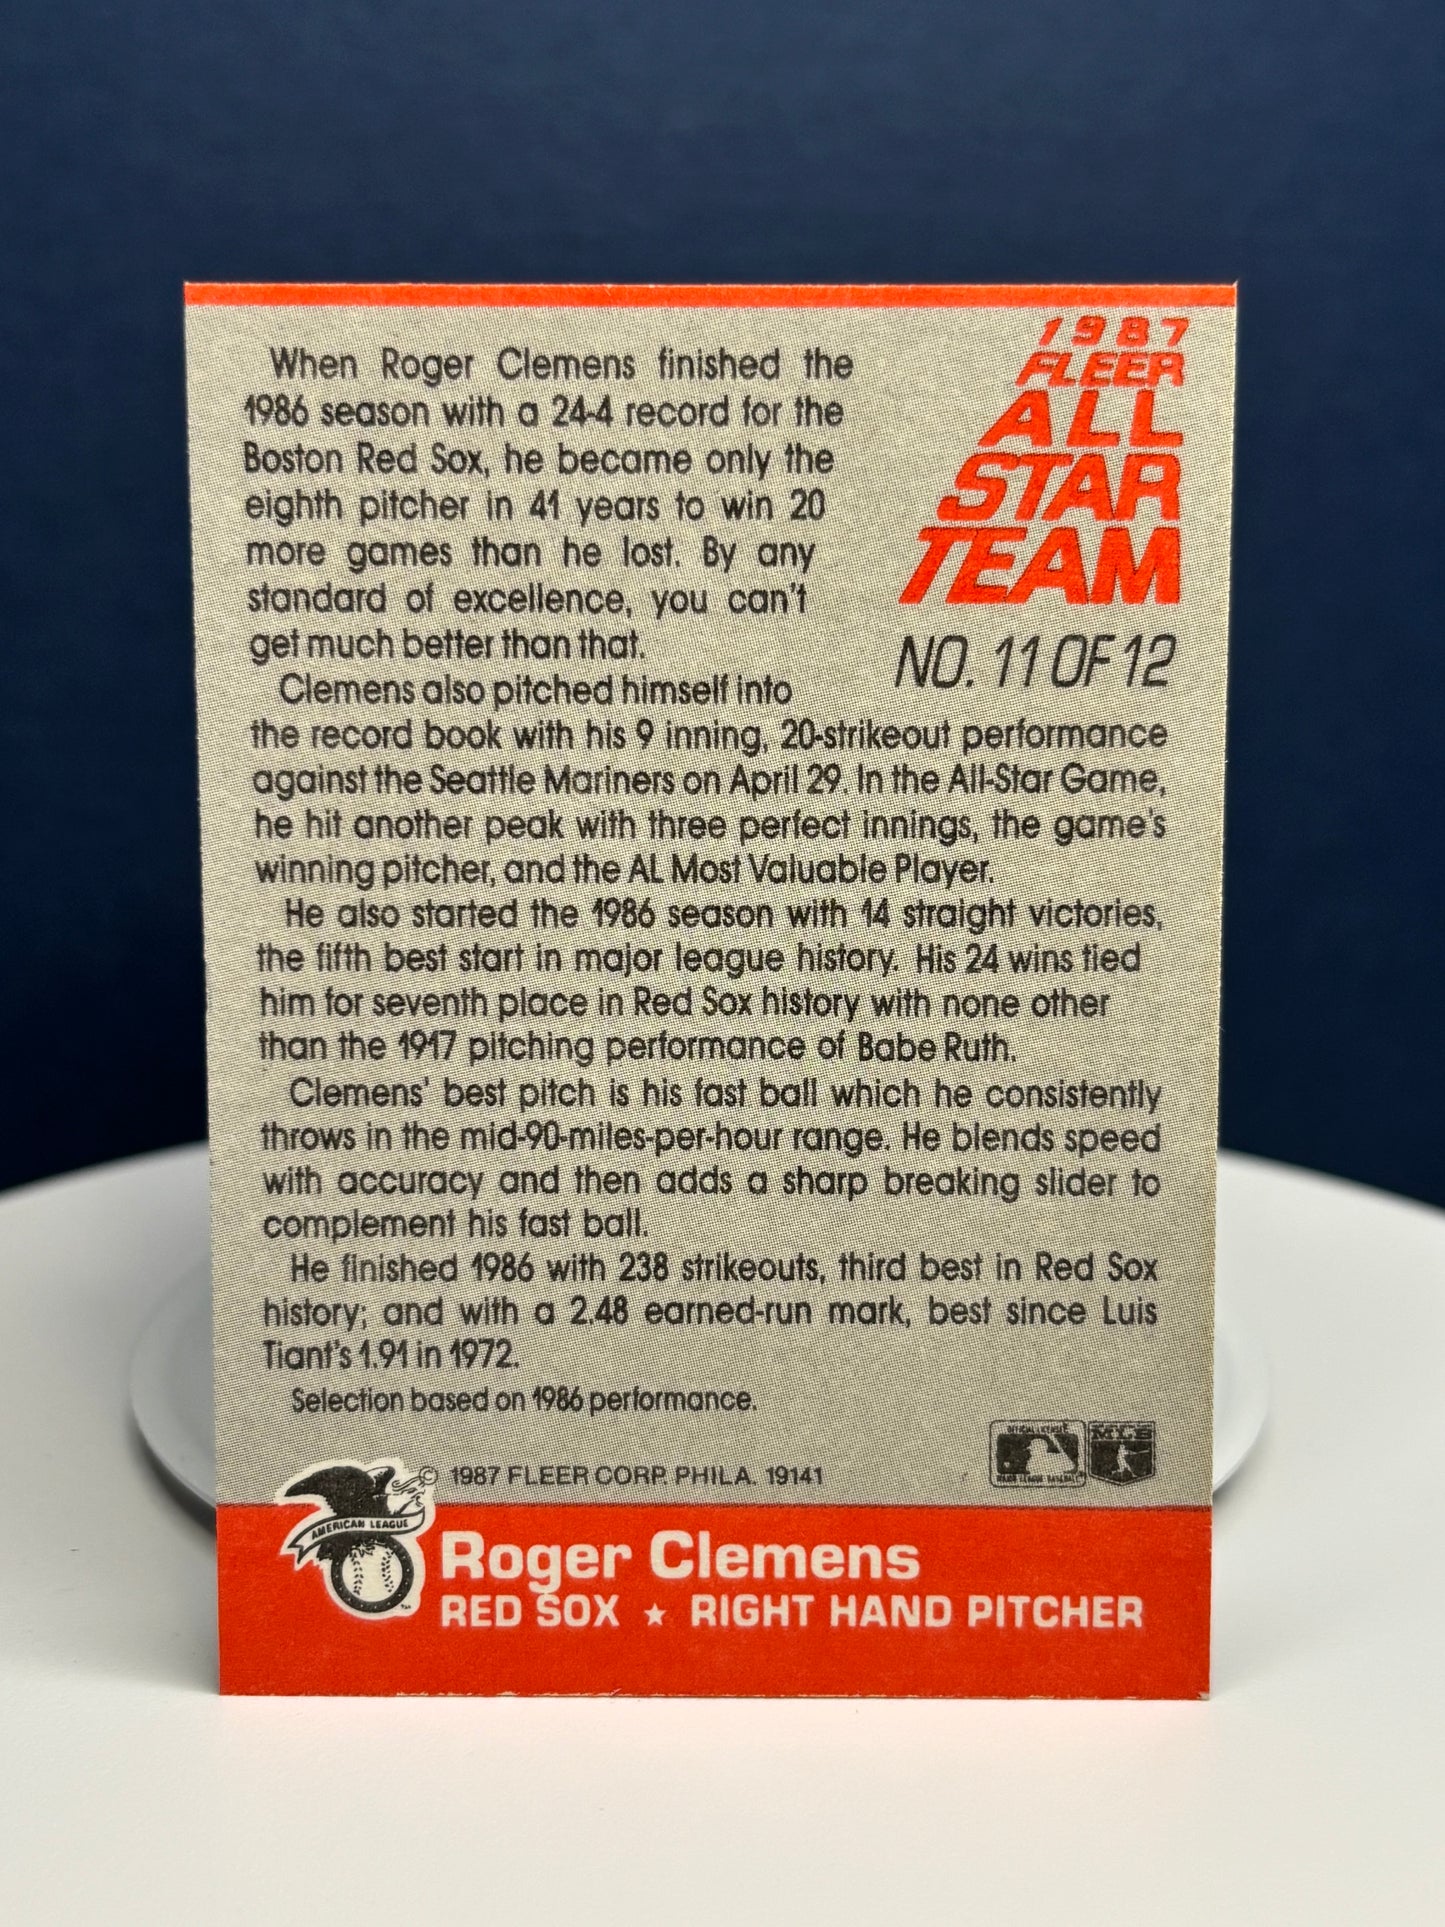 1987
FLEER
ALL
STAR
TEAM
NO. 11 OF 12
When Roger Clemens finished the
1986 season with a 24-4 record for the
Boston Red Sox, he became only the
eighth pitcher in 41 years to win 20
more games than he lost. By any
standard of excellence, you can't
get much better than that.
Clemens also pitched himself into
the record book with his 9 inning, 20-strikeout performance
against the Seattle Mariners on April 29. In the All-Star Game,
he hit another peak with three perfect innings, the game's
winning pitcher, and the AL Most Valuable Player.
He also started the 1986 season with 14 straight victories,
the fifth best start in major league history. His 24 wins tied
him for seventh place in Red Sox history with none other
than the 1917 pitching performance of Babe Ruth.
Clemens' best pitch is his fast ball which he consistently
throws in the mid-90-miles-per-hour range. He blends speed
with accuracy and then adds a sharp breaking slider to
complement his fast ball.
He finished 1986 with 238 strikeouts, third best in Red Sox
history; and with a 2.48 earned-run mark, best since Luis
Tiant's 1.91 in 1972.
Selection based on 1986 performance.
© 1987 FLEER CORP. PHILA. 19141
MLB
MAJOR LEAGUE BASEBALL
AMERICAN LEAGUE
Roger Clemens
RED SOX ★ RIGHT HAND PITCHER